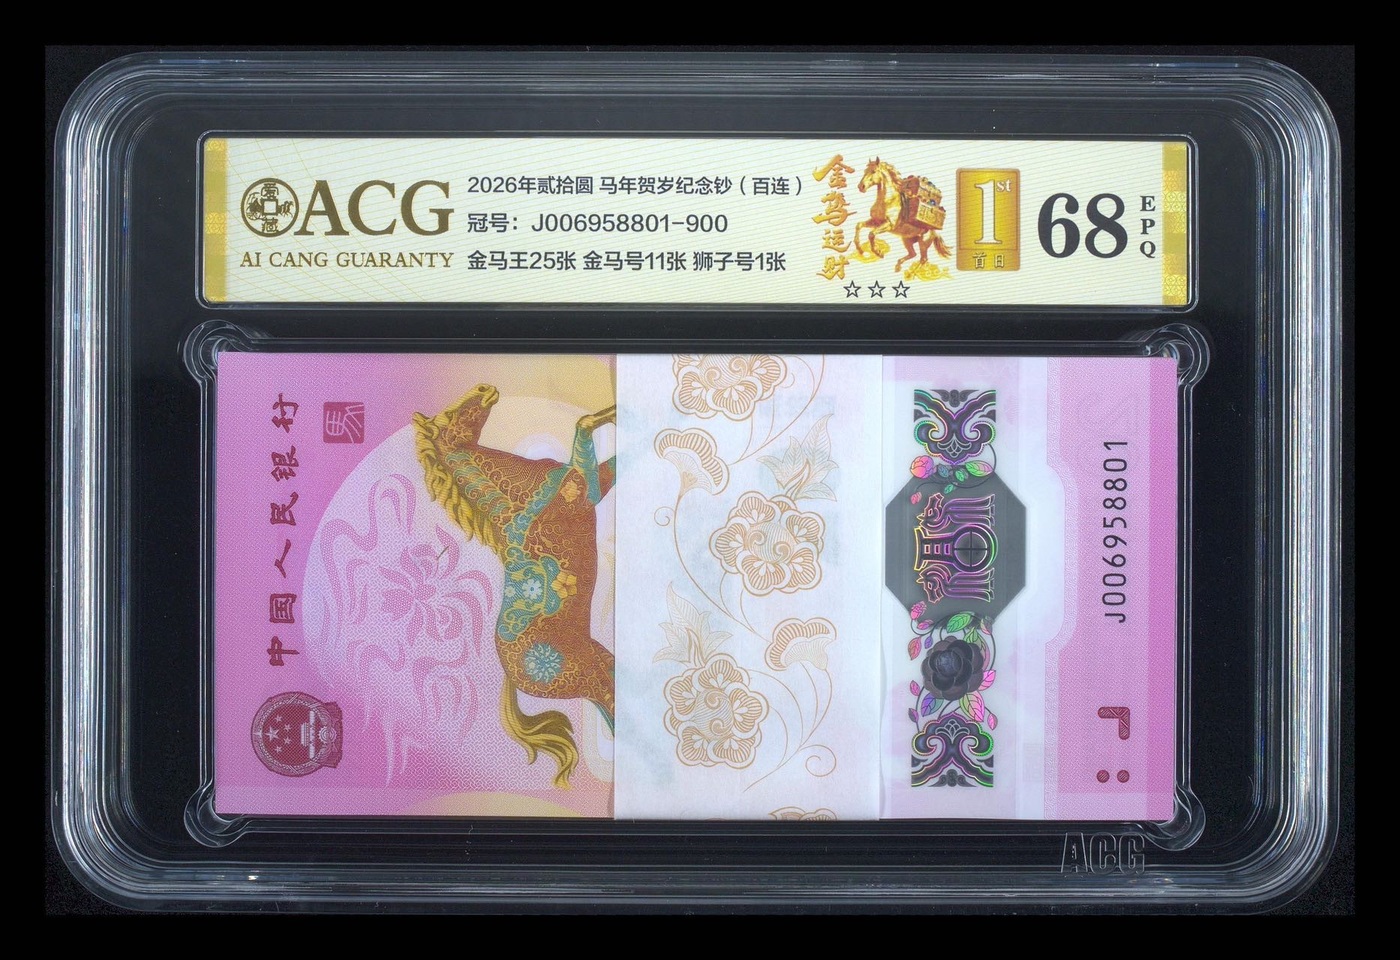 ACG
AI CANG GUARANTY
2026年贰拾圆 马年贺岁纪念钞（百连）
冠号：J006958801-900
金马王25张 金马号11张 狮子号1张
金马运财
1st
首日
☆☆☆
68
EPQ
中国人民银行
J006958801
ACG